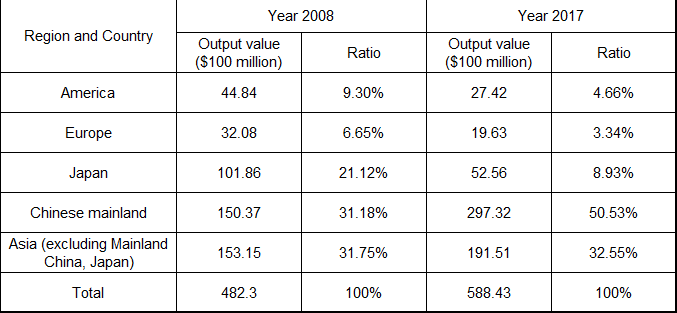 Region and Country
Year 2008
Year 2017
Output value
($100 million)
Ratio
Output value
($100 million)
Ratio
America
44.84
9.30%
27.42
4.66%
Europe
32.08
6.65%
19.63
3.34%
Japan
101.86
21.12%
52.56
8.93%
Chinese mainland
150.37
31.18%
297.32
50.53%
Asia (excluding Mainland
China, Japan)
153.15
31.75%
191.51
32.55%
Total
482.3
100%
588.43
100%